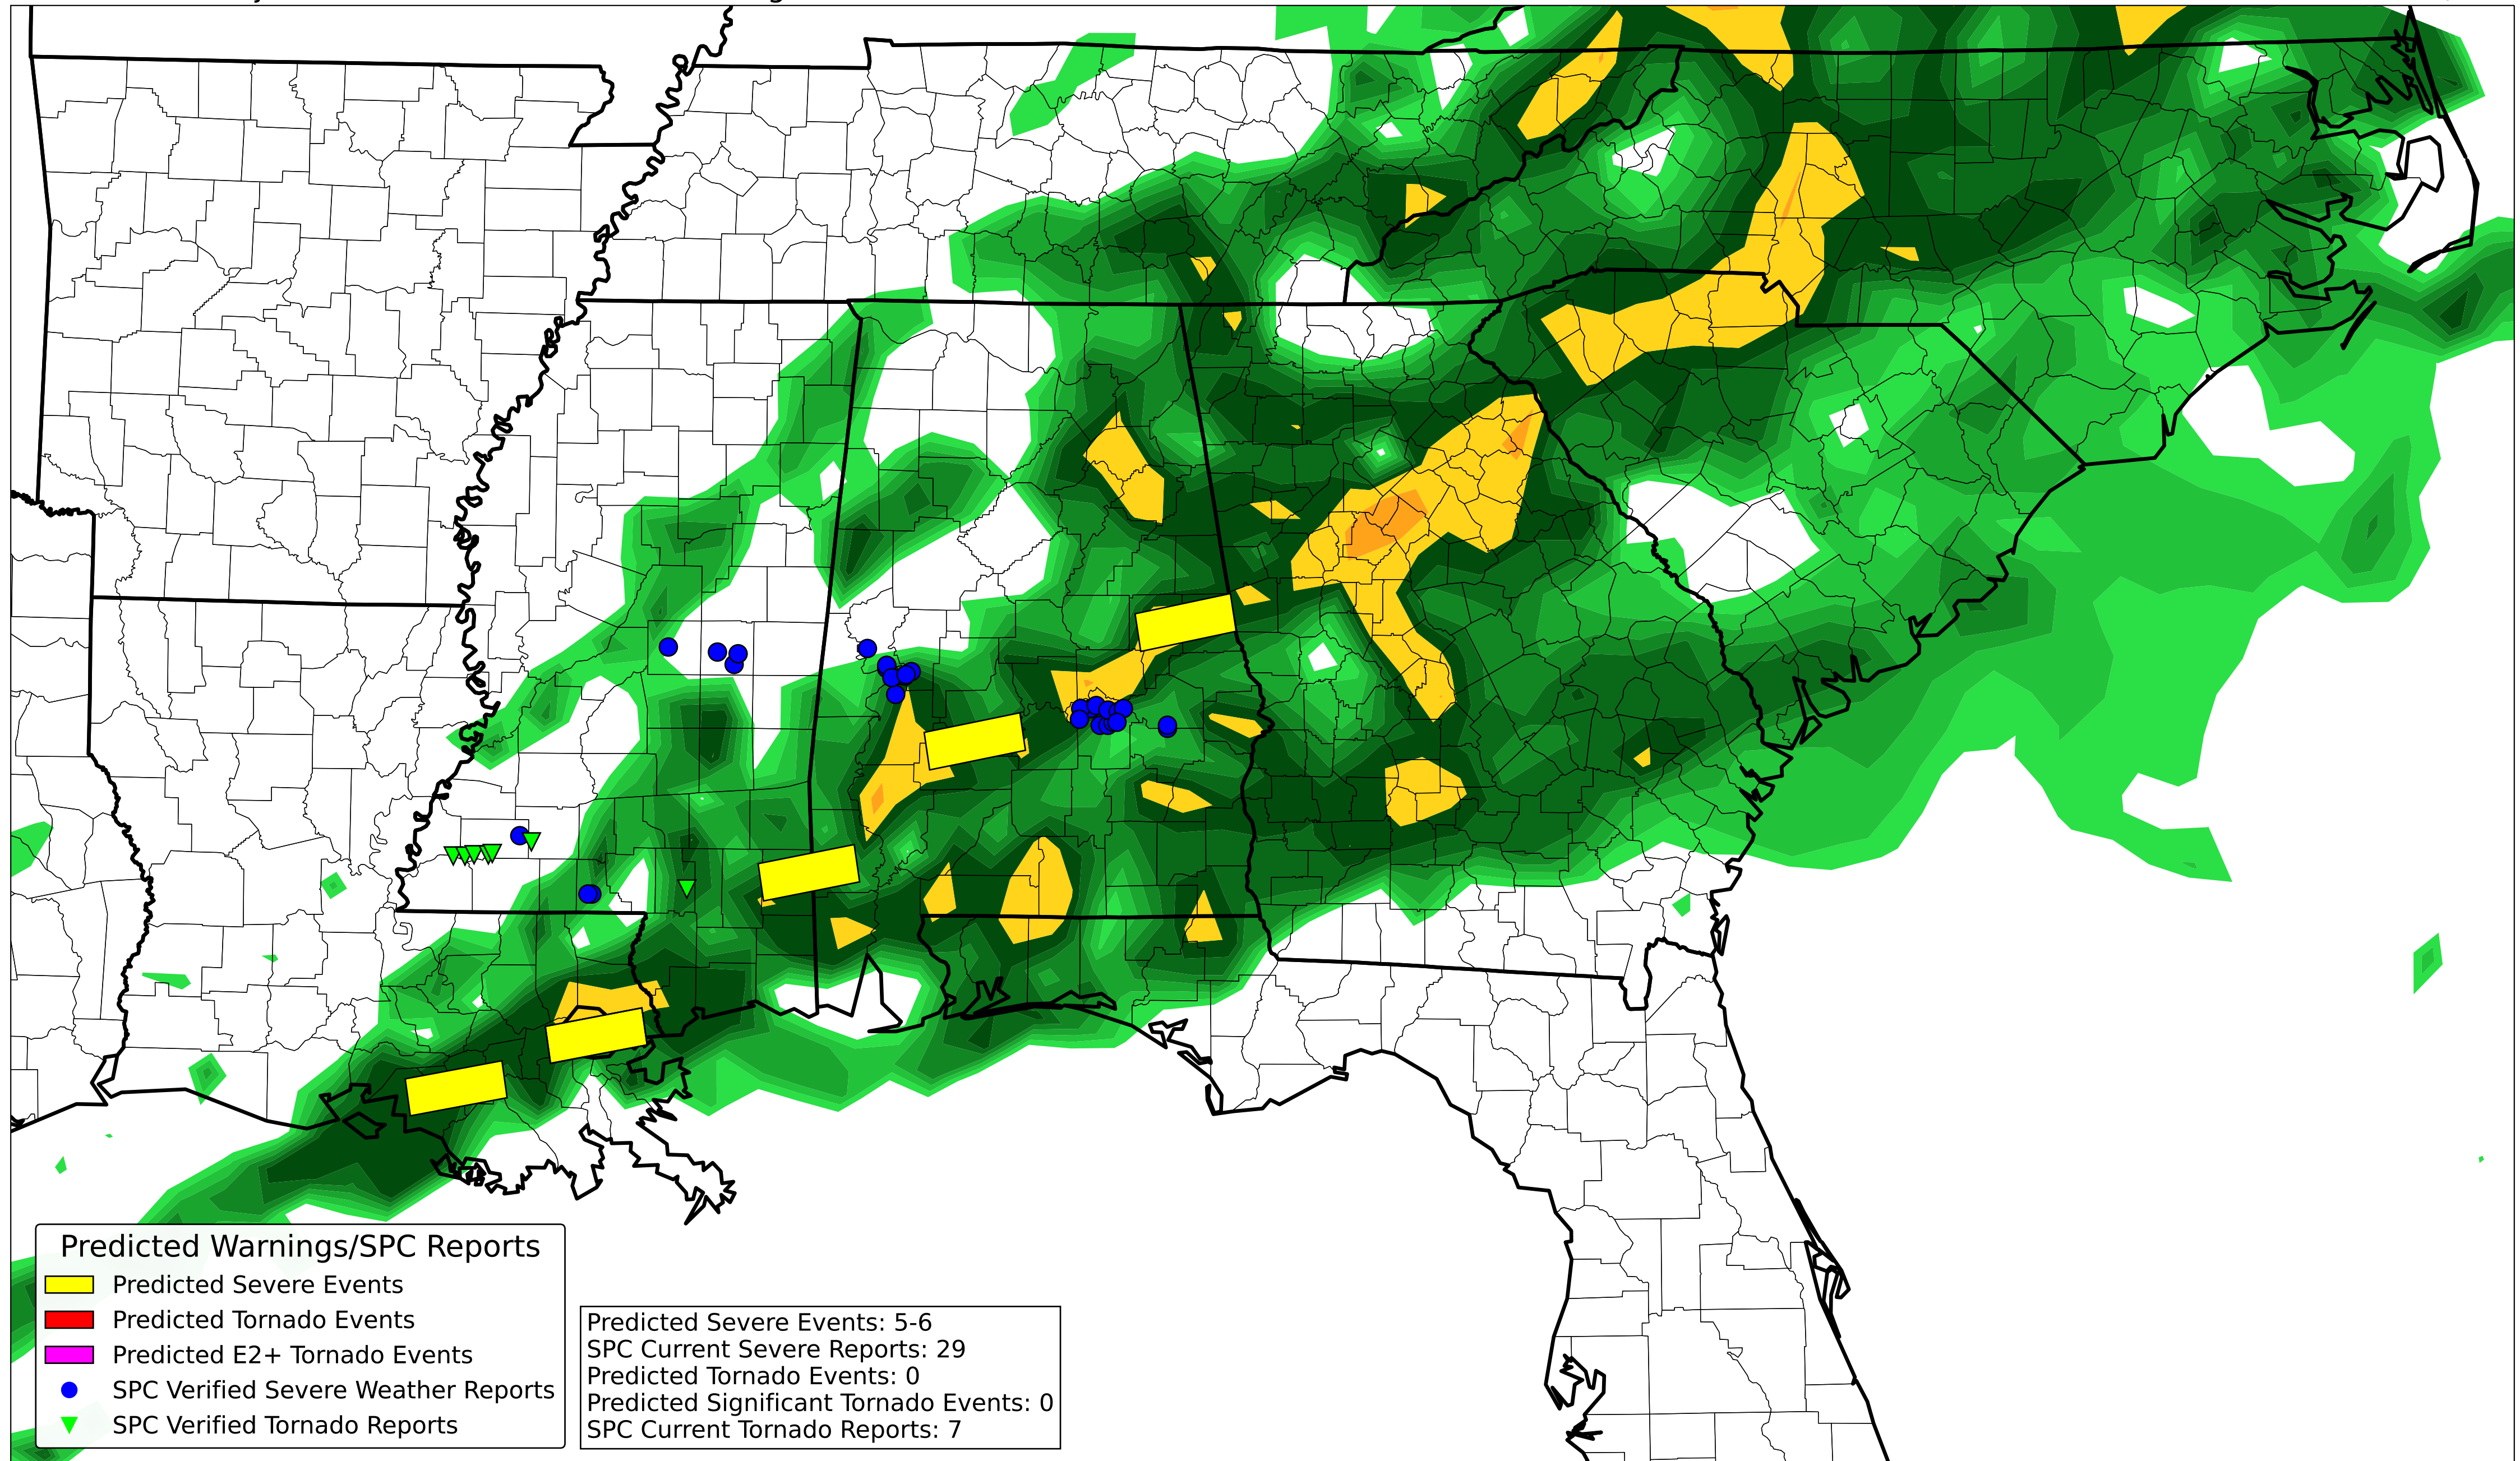 Predicted Warnings/SPC Reports
Predicted Severe Events
Predicted Tornado Events
Predicted E2+ Tornado Events
SPC Verified Severe Weather Reports
SPC Verified Tornado Reports
Predicted Severe Events: 5-6
SPC Current Severe Reports: 29
Predicted Tornado Events: 0
Predicted Significant Tornado Events: 0
SPC Current Tornado Reports: 7